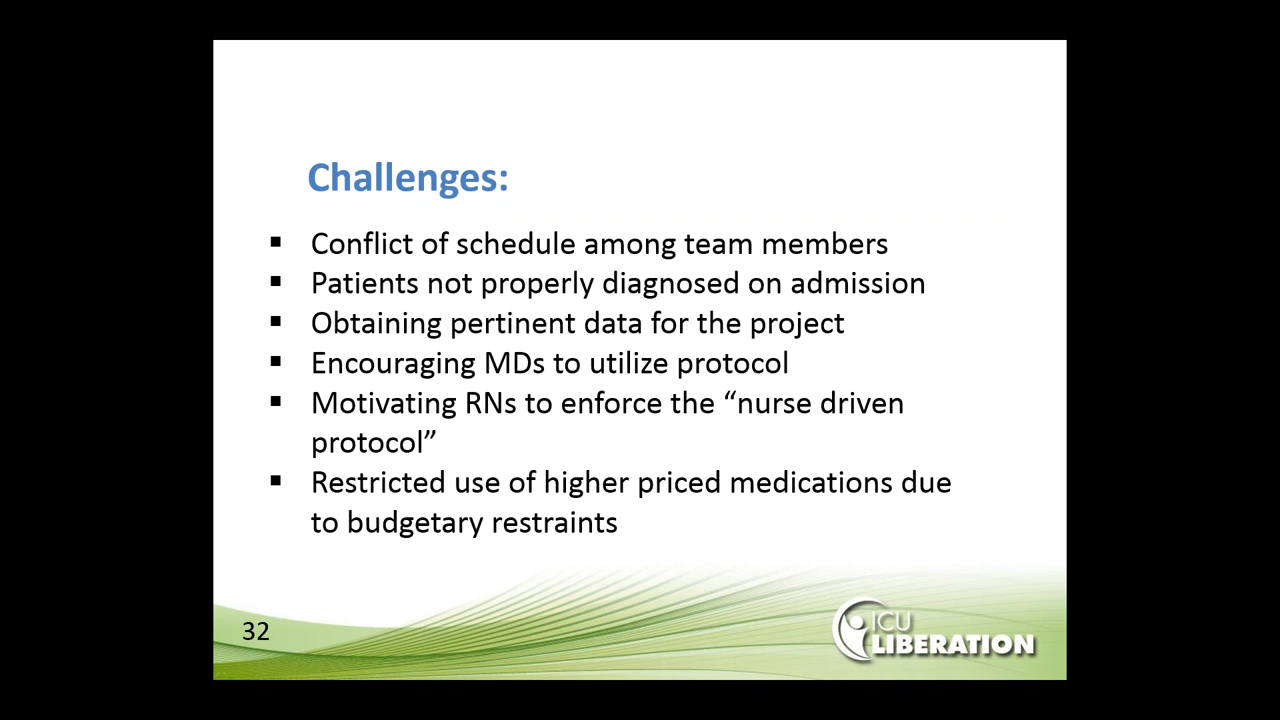 Challenges:
▪ Conflict of schedule among team members
▪ Patients not properly diagnosed on admission
▪ Obtaining pertinent data for the project
▪ Encouraging MDs to utilize protocol
▪ Motivating RNs to enforce the “nurse driven
protocol”
▪ Restricted use of higher priced medications due
to budgetary restraints
32
ICU
LIBERATION